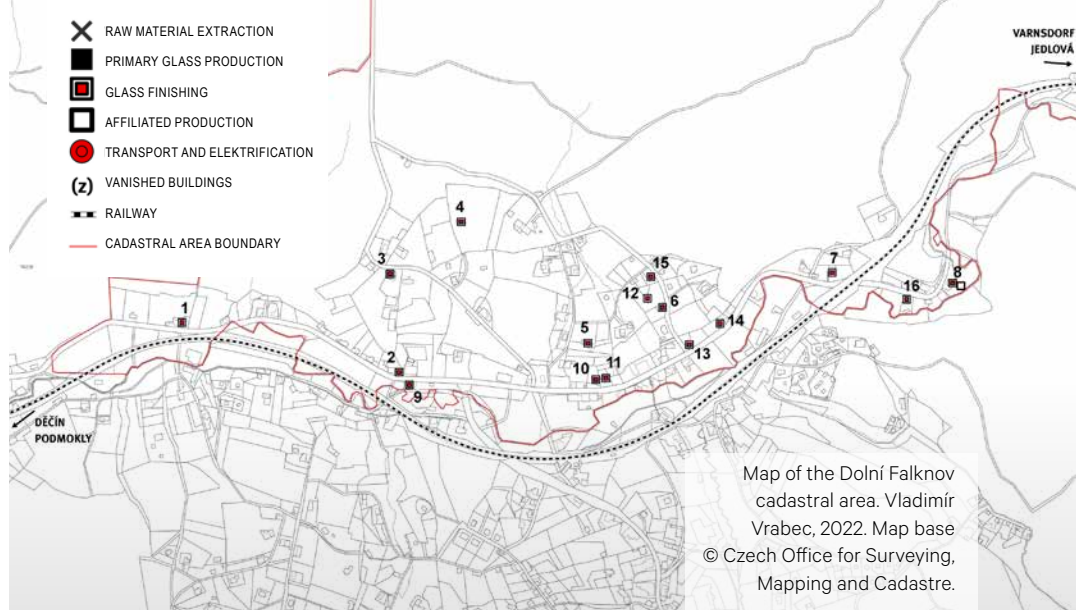 RAW MATERIAL EXTRACTION
PRIMARY GLASS PRODUCTION
GLASS FINISHING
AFFILIATED PRODUCTION
TRANSPORT AND ELEKTRIFICATION
(z) VANISHED BUILDINGS
RAILWAY
CADASTRAL AREA BOUNDARY
VARNSDORF
JEDLOVÁ
4
3
15
7
8
12
6
16
1
14
5
13
2
10
11
9
DĚČÍN
PODMOKLY
Map of the Dolní Falknov
cadastral area. Vladimír
Vrabec, 2022. Map base
© Czech Office for Surveying,
Mapping and Cadastre.